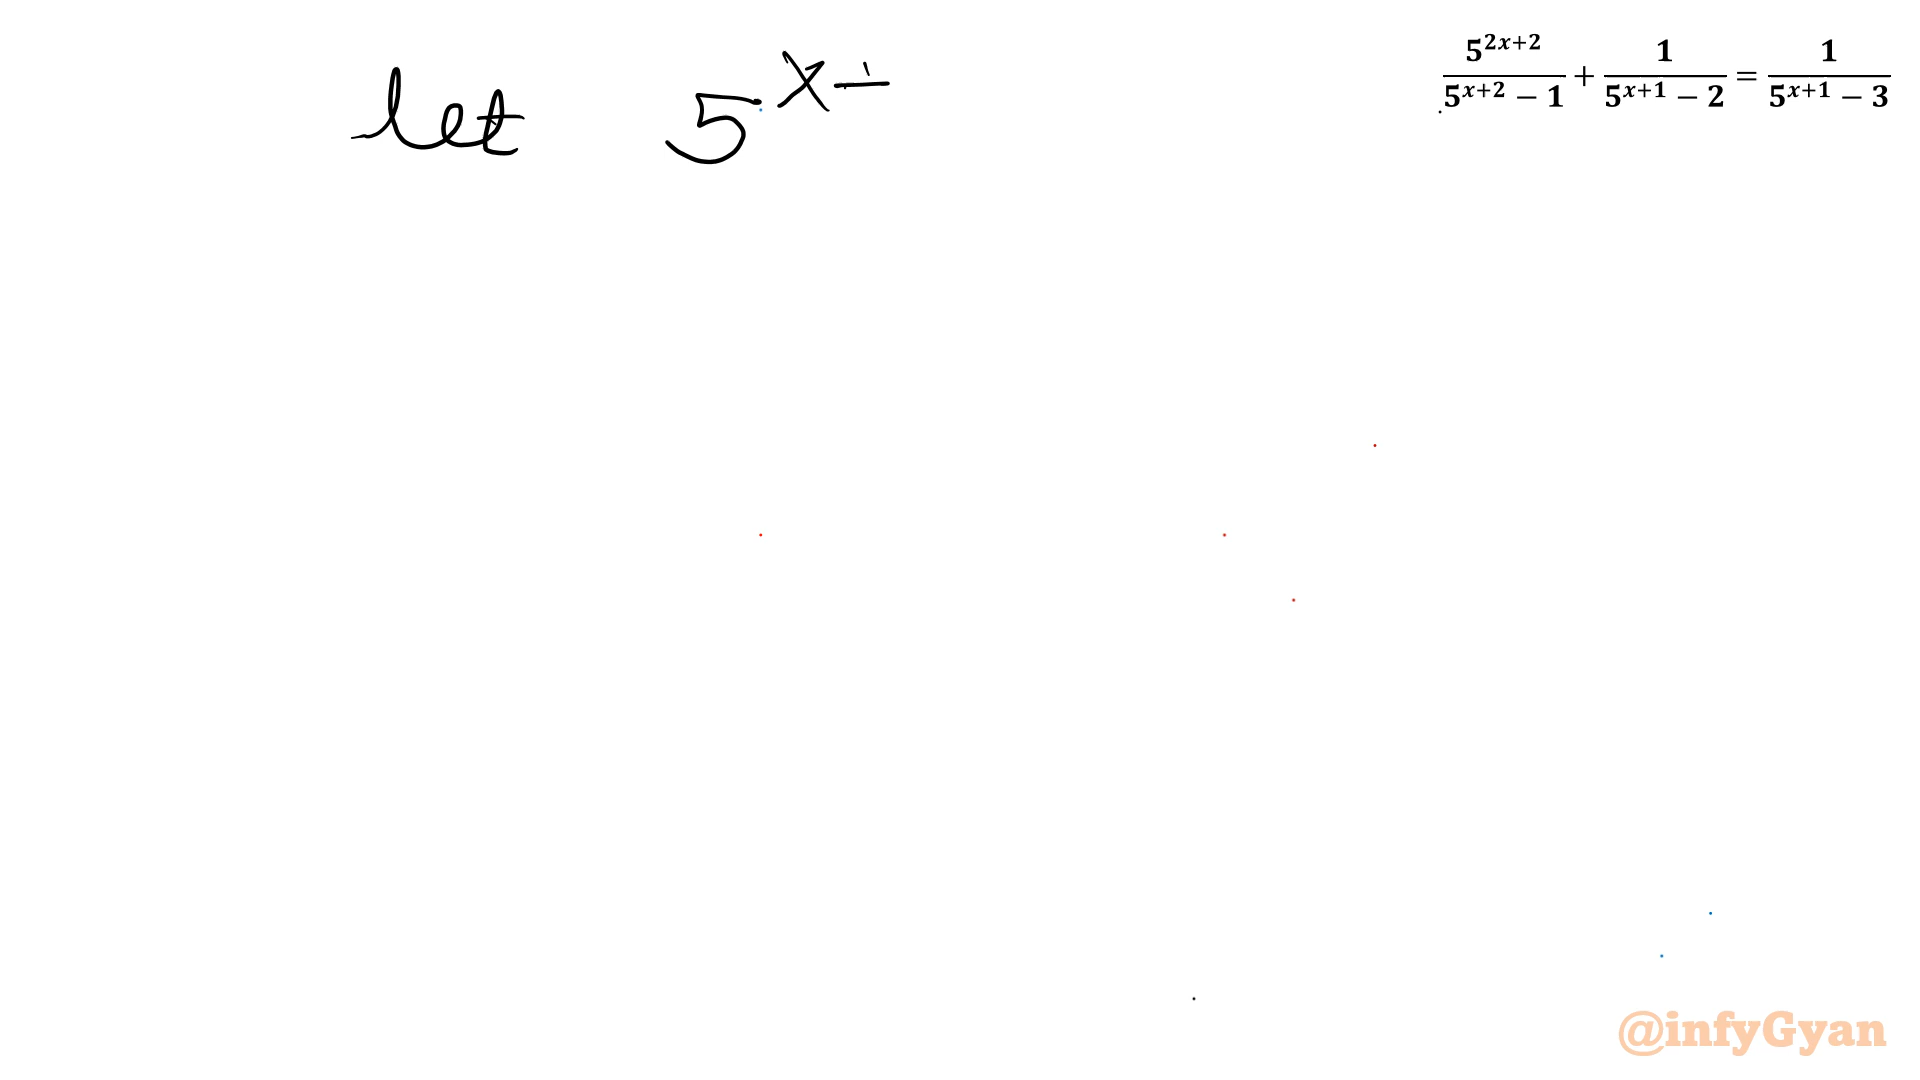 let 5^x+
5^{2x+2}/(5^{x+2} − 1) + 1/(5^{x+1} − 2) = 1/(5^{x+1} − 3)
@infyGyan